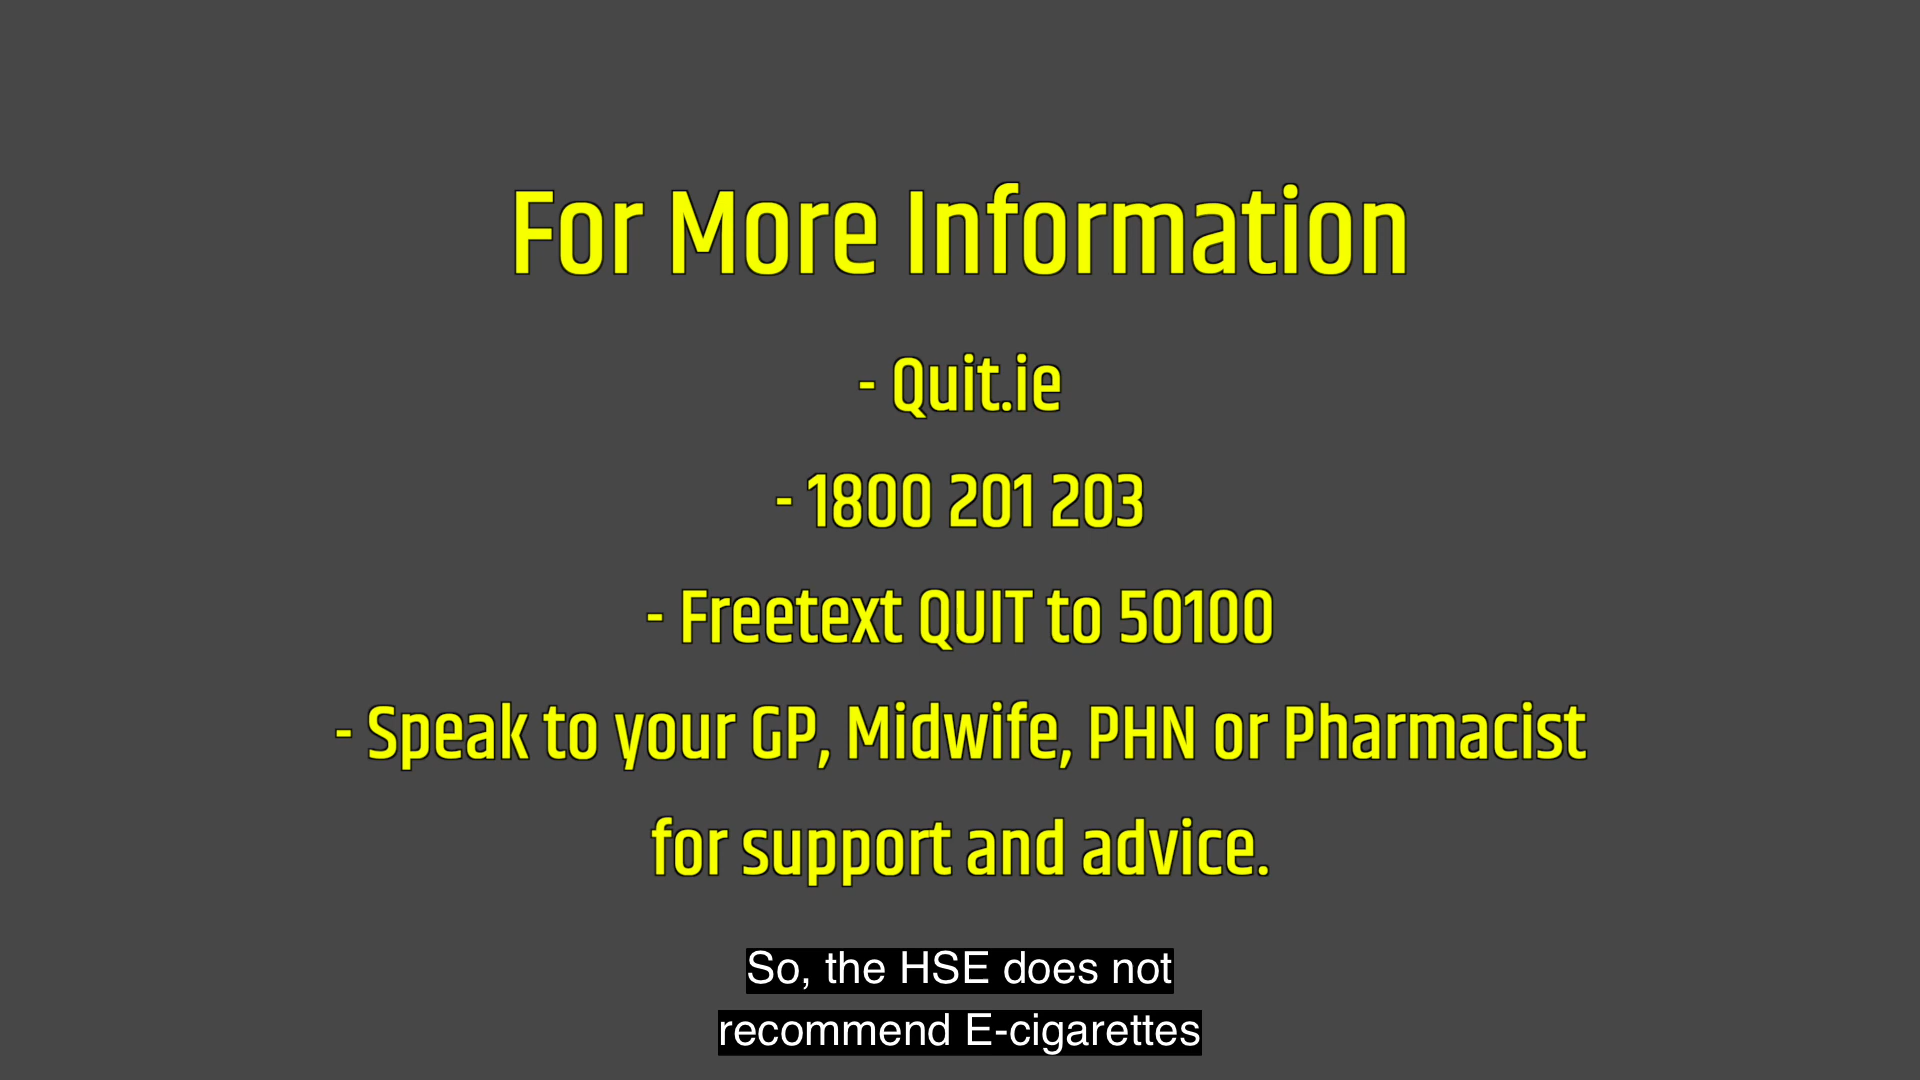 For More Information
- Quit.ie
- 1800 201 203
- Freetext QUIT to 50100
- Speak to your GP, Midwife, PHN or Pharmacist
for support and advice.
So, the HSE does not
recommend E-cigarettes